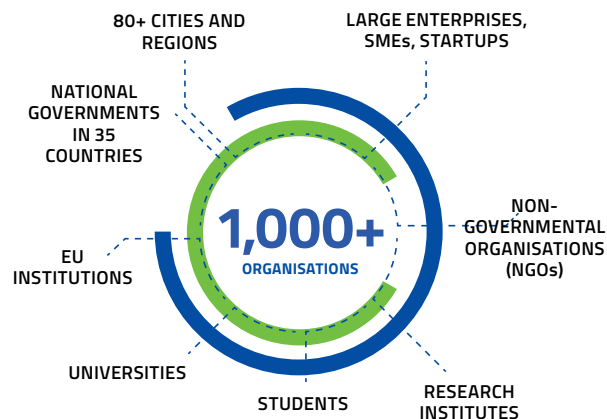 80+ CITIES AND
REGIONS
LARGE ENTERPRISES,
SMEs, STARTUPS
NATIONAL
GOVERNMENTS
IN 35
COUNTRIES
1,000+
ORGANISATIONS
NON-
GOVERNMENTAL
ORGANISATIONS
(NGOs)
EU
INSTITUTIONS
UNIVERSITIES
STUDENTS
RESEARCH
INSTITUTES